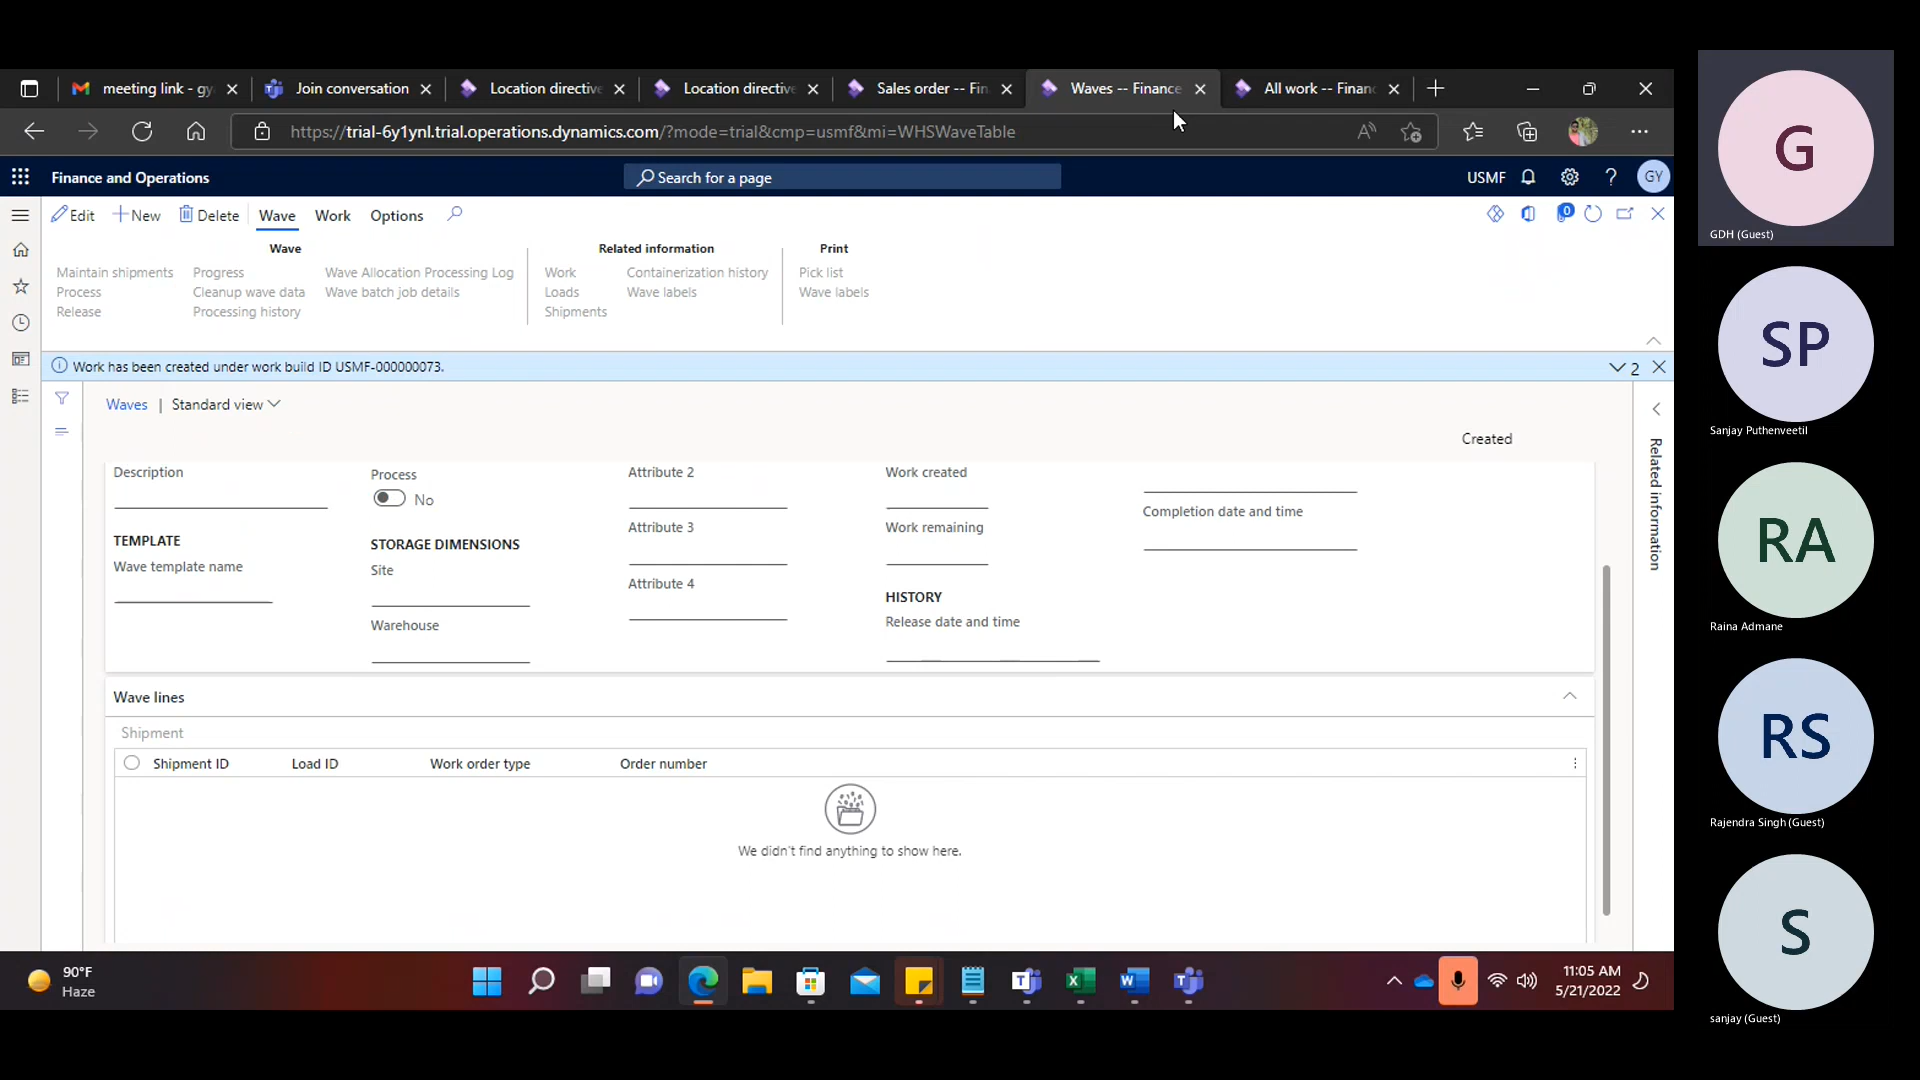 meeting link - gy
Join conversation
Location directive
Location directive
Sales order -- Fin
Waves -- Finance
All work -- Finan
https://trial-6y1ynl.trial.operations.dynamics.com/?mode=trial&cmp=usmf&mi=WHSWaveTable
Finance and Operations
Search for a page
USMF
GY
Edit
New
Delete
Wave
Work
Options
0
Wave
Related information
Print
Maintain shipments
Progress
Wave Allocation Processing Log
Work
Containerization history
Pick list
Process
Cleanup wave data
Wave batch job details
Loads
Wave labels
Wave labels
Release
Processing history
Shipments
Work has been created under work build ID USMF-000000073.
2
Waves | Standard view
Created
Related information
Description
Process
No
Attribute 2
Work created
Attribute 3
Work remaining
Completion date and time
TEMPLATE
Wave template name
STORAGE DIMENSIONS
Site
Warehouse
Attribute 4
HISTORY
Release date and time
Wave lines
Shipment
Shipment ID
Load ID
Work order type
Order number
We didn't find anything to show here.
90°F
Haze
11:05 AM
5/21/2022
G
GDH (Guest)
SP
Sanjay Puthenveetil
RA
Raina Admane
RS
Rajendra Singh (Guest)
S
sanjay (Guest)